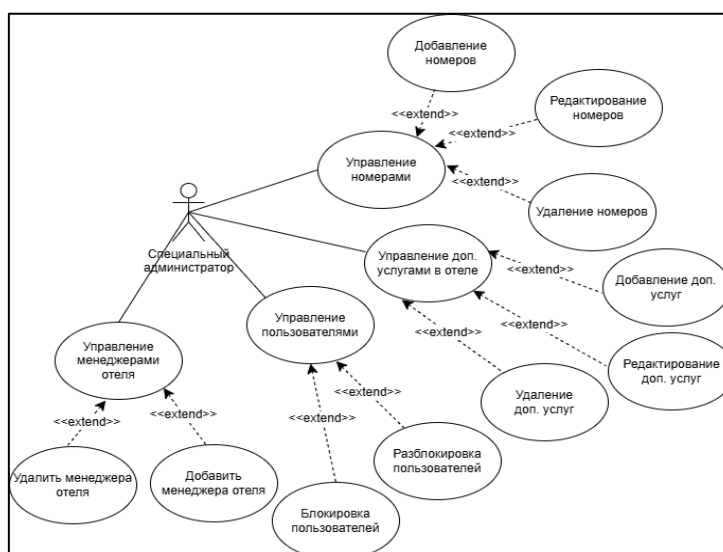 Добавление
номеров
<<extend>>
Редактирование
номеров
<<extend>>
Управление
номерами
<<extend>>
Удаление номеров
Специальный
администратор
Управление доп.
услугами в отеле
<<extend>>
Добавление доп.
услуг
<<extend>>
<<extend>>
Управление
пользователями
Управление
менеджерами
отеля
Редактирование
доп. услуг
Удаление
доп. услуг
<<extend>>
<<extend>>
<<extend>>
<<extend>>
Разблокировка
пользователей
Удалить менеджера
отеля
Добавить
менеджера отеля
Блокировка
пользователей